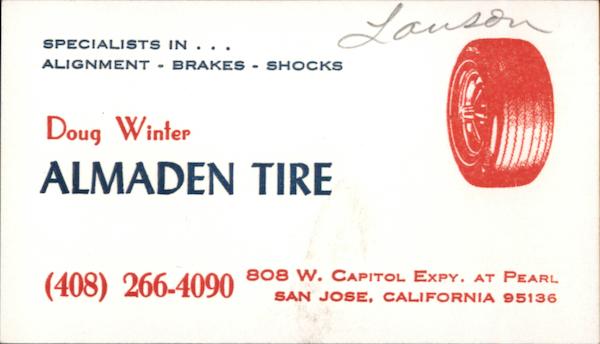 Lawson
SPECIALISTS IN . . .
ALIGNMENT - BRAKES - SHOCKS
Doug Winter
ALMADEN TIRE
(408) 266-4090
808 W. CAPITOL EXPY. AT PEARL
SAN JOSE, CALIFORNIA 95136